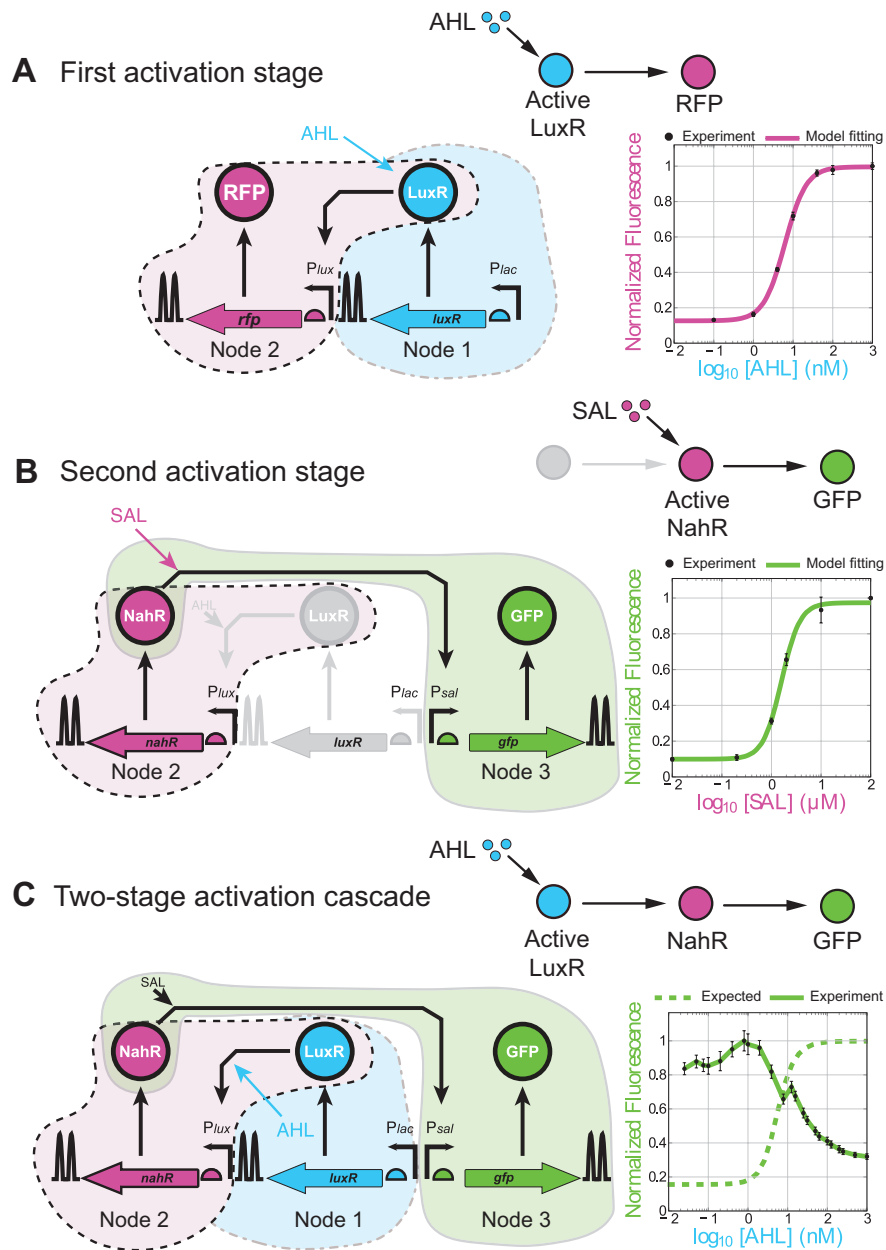 AHL
A First activation stage
Active
LuxR
RFP
AHL
RFP
LuxR
Plux
Plac
rfp
luxR
Node 2
Node 1
Experiment
Model fitting
Normalized Fluorescence
1
0.8
0.6
0.4
0.2
0
−2
−1
0
1
2
3
log10 [AHL] (nM)
SAL
B Second activation stage
Active
NahR
GFP
SAL
NahR
AHL
LuxR
GFP
Plux
Plac
Psal
nahR
luxR
gfp
Node 2
Node 3
Experiment
Model fitting
Normalized Fluorescence
1
0.8
0.6
0.4
0.2
0
−2
−1
0
1
2
log10 [SAL] (µM)
AHL
C Two-stage activation cascade
Active
LuxR
NahR
GFP
SAL
NahR
LuxR
GFP
AHL
Plux
Plac
Psal
nahR
luxR
gfp
Node 2
Node 1
Node 3
Expected
Experiment
Normalized Fluorescence
1
0.8
0.6
0.4
0.2
0
−2
−1
0
1
2
3
log10 [AHL] (nM)